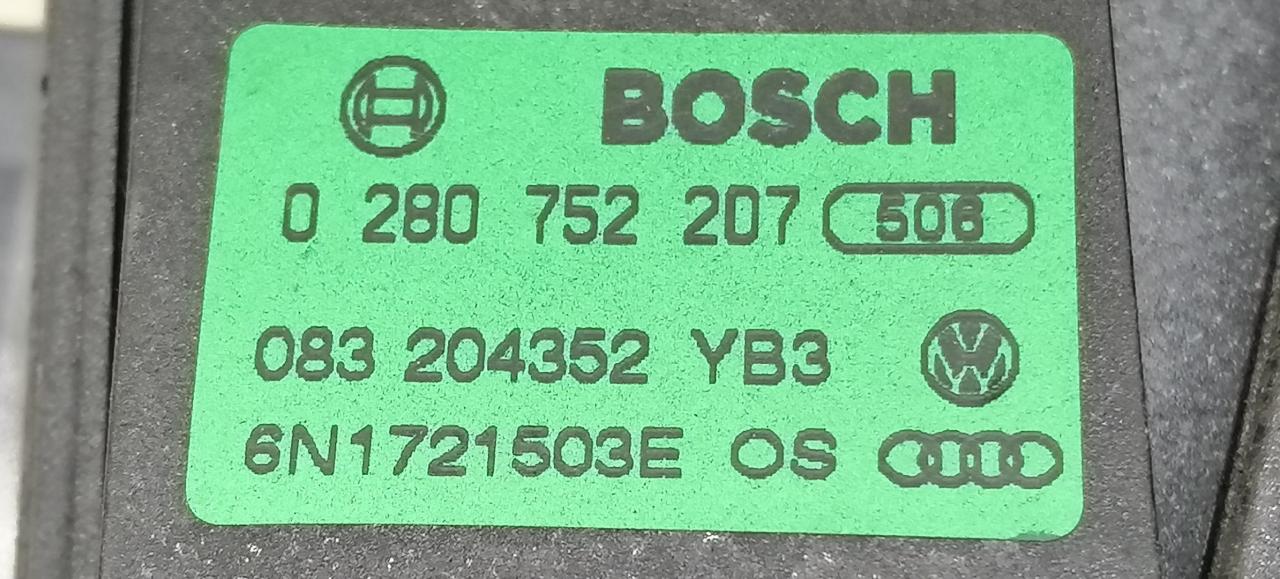 BOSCH
0 280 752 207 506
083 204352 YB3
6N1721503E OS